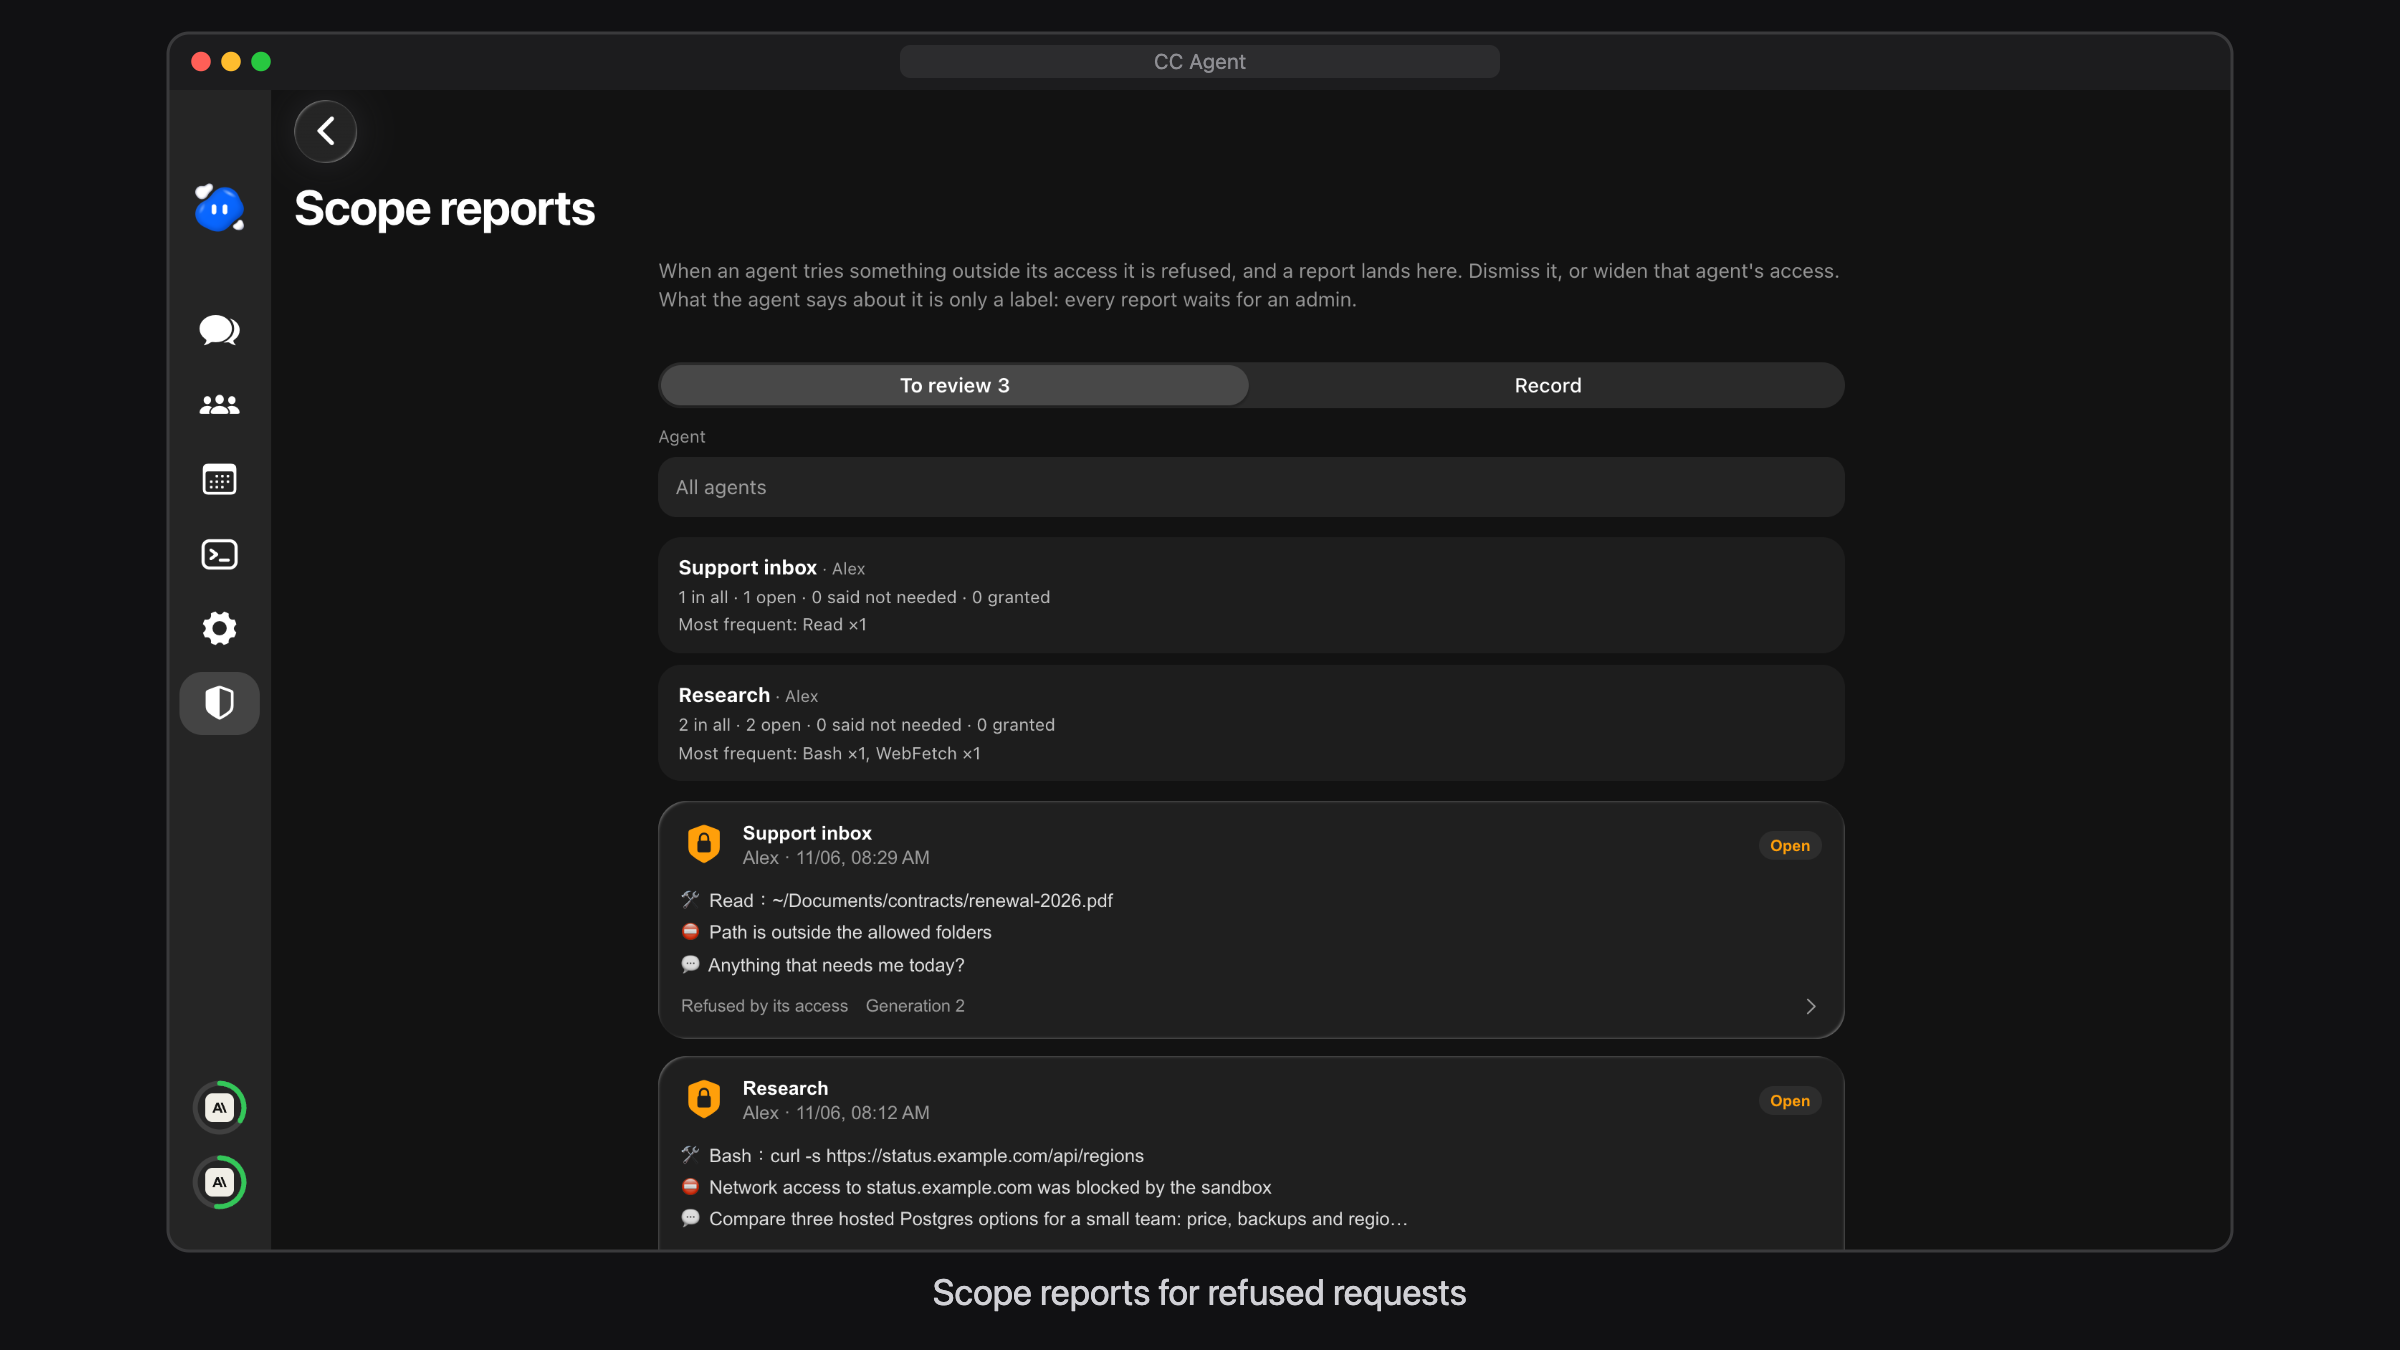 CC Agent
Scope reports
When an agent tries something outside its access it is refused, and a report lands here. Dismiss it, or widen that agent's access.
What the agent says about it is only a label: every report waits for an admin.
To review 3
Record
Agent
All agents
Support inbox · Alex
1 in all · 1 open · 0 said not needed · 0 granted
Most frequent: Read ×1
Research · Alex
2 in all · 2 open · 0 said not needed · 0 granted
Most frequent: Bash ×1, WebFetch ×1
Support inbox
Alex · 11/06, 08:29 AM
Open
Read：~/Documents/contracts/renewal-2026.pdf
Path is outside the allowed folders
Anything that needs me today?
Refused by its access Generation 2
Research
Alex · 11/06, 08:12 AM
Open
Bash：curl -s https://status.example.com/api/regions
Network access to status.example.com was blocked by the sandbox
Compare three hosted Postgres options for a small team: price, backups and regio…
Scope reports for refused requests